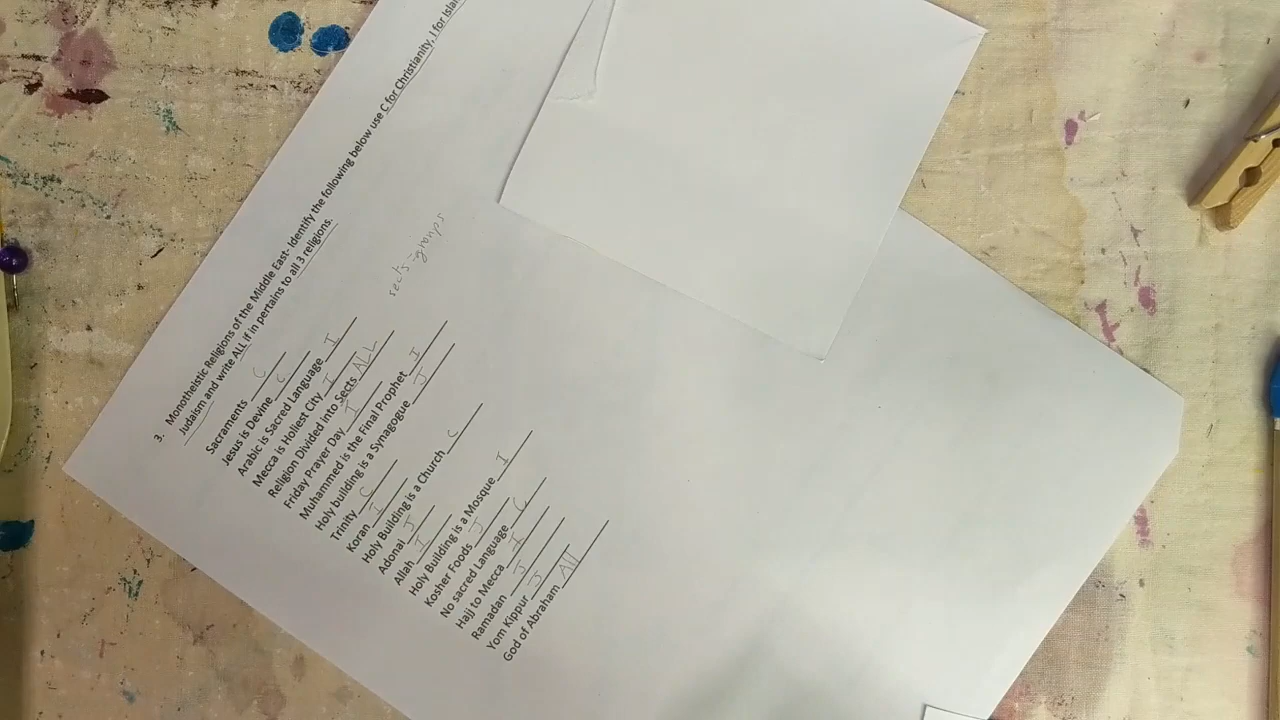 3. Monotheistic Religions of the Middle East- Identify the following below use C for Christianity, I for
Judaism and write ALL if in pertains to all 3 religions.
sects = branches
Sacraments C
Jesus is Devine C
Arabic is Sacred Language I
Mecca is Holiest City I
Religion Divided into Sects ALL
Friday Prayer Day I
Muhammed is the Final Prophet I
Holy building is a Synagogue J
Trinity C
Koran I
Holy Building is a Church C
Adonai J
Allah I
Holy Building is a Mosque I
Kosher Foods J
No sacred Language C
Hajj to Mecca I
Ramadan J
Yom Kippur J
God of Abraham All